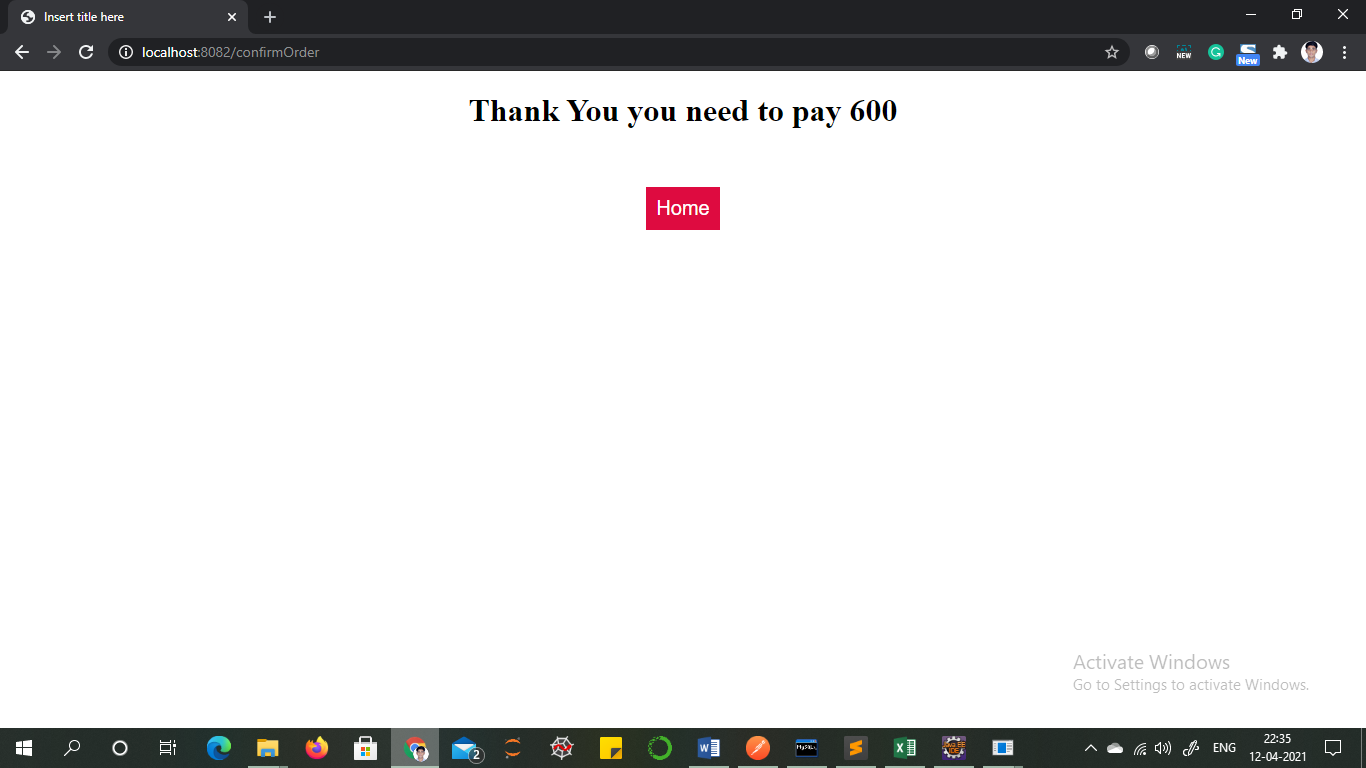 Insert title here
localhost:8082/confirmOrder
NEW
New
Thank You you need to pay 600
Home
Activate Windows
Go to Settings to activate Windows.
2
MySQL
ENG
22:35
12-04-2021